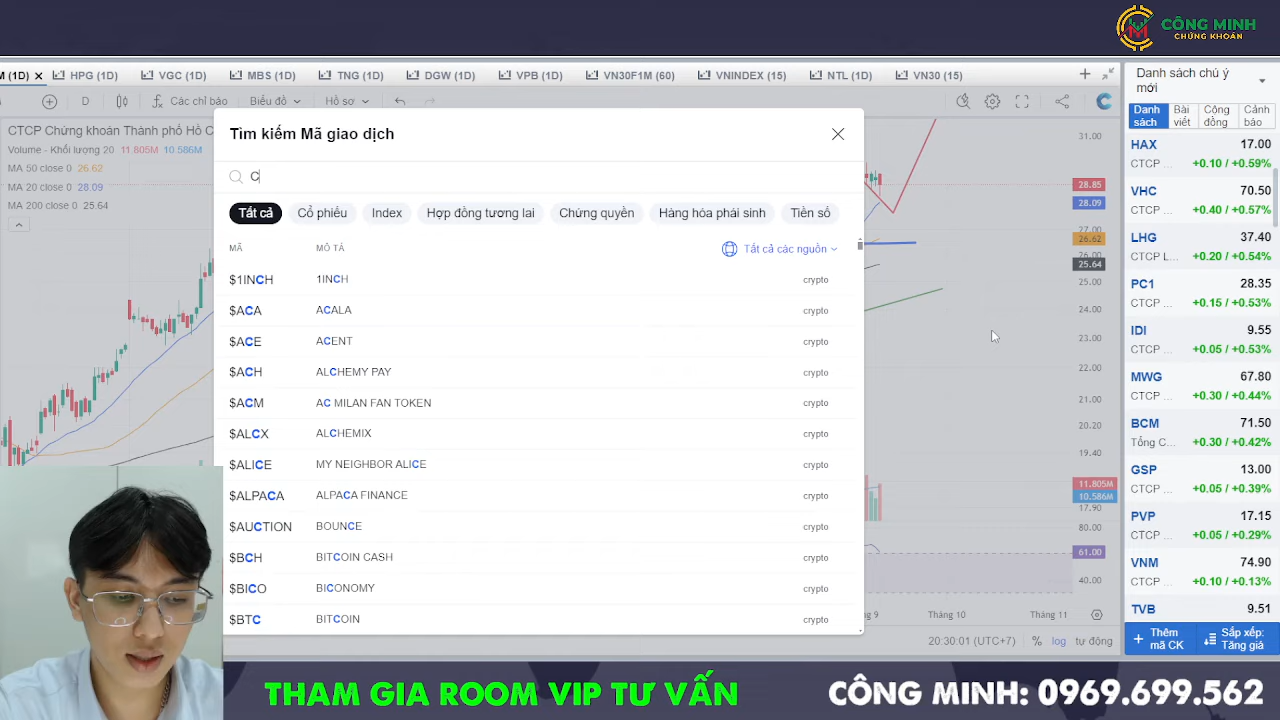 CÔNG MINH
CHỨNG KHOÁN
M (1D) HPG (1D) VGC (1D) MBS (1D) TNG (1D) DGW (1D) VPB (1D) VN30F1M (60) VNINDEX (15) NTL (1D) VN30 (15)
D Các chỉ báo Biểu đồ Hồ sơ
CTCP Chứng khoán Thành phố Hồ C
Volume - Khối lượng 20 11.805M 10.586M
MA 50 close 0 26.62
MA 20 close 0 28.09
MA 200 close 0 25.64
Tìm kiếm Mã giao dịch
C
Tất cả Cổ phiếu Index Hợp đồng tương lai Chứng quyền Hàng hóa phái sinh Tiền số
MÃ MÔ TẢ Tất cả các nguồn
$1INCH 1INCH crypto
$ACA ACALA crypto
$ACE ACENT crypto
$ACH ALCHEMY PAY crypto
$ACM AC MILAN FAN TOKEN crypto
$ALCX ALCHEMIX crypto
$ALICE MY NEIGHBOR ALICE crypto
$ALPACA ALPACA FINANCE crypto
$AUCTION BOUNCE crypto
$BCH BITCOIN CASH crypto
$BICO BICONOMY crypto
$BTC BITCOIN crypto
31.00
28.85
28.09
27.00
26.62
26.00
25.64
25.00
24.00
23.00
22.00
21.00
20.20
19.40
11.805M
10.586M
17.90
80.00
61.00
40.00
9 Tháng 10 Tháng 11
20:30:01 (UTC+7) % log tự động
Danh sách chú ý
mới
Danh sách
Bài viết
Cộng đồng
Cảnh báo
HAX 17.00
CTCP ... +0.10 / +0.59%
VHC 70.50
CTCP ... +0.40 / +0.57%
LHG 37.40
CTCP L... +0.20 / +0.54%
PC1 28.35
CTCP ... +0.15 / +0.53%
IDI 9.55
CTCP ... +0.05 / +0.53%
MWG 67.80
CTCP ... +0.30 / +0.44%
BCM 71.50
Tổng C... +0.30 / +0.42%
GSP 13.00
CTCP ... +0.05 / +0.39%
PVP 17.15
CTCP ... +0.05 / +0.29%
VNM 74.90
CTCP ... +0.10 / +0.13%
TVB 9.51
Thêm
mã CK
Sắp xếp:
Tăng giá
THAM GIA ROOM VIP TƯ VẤN
CÔNG MINH: 0969.699.562